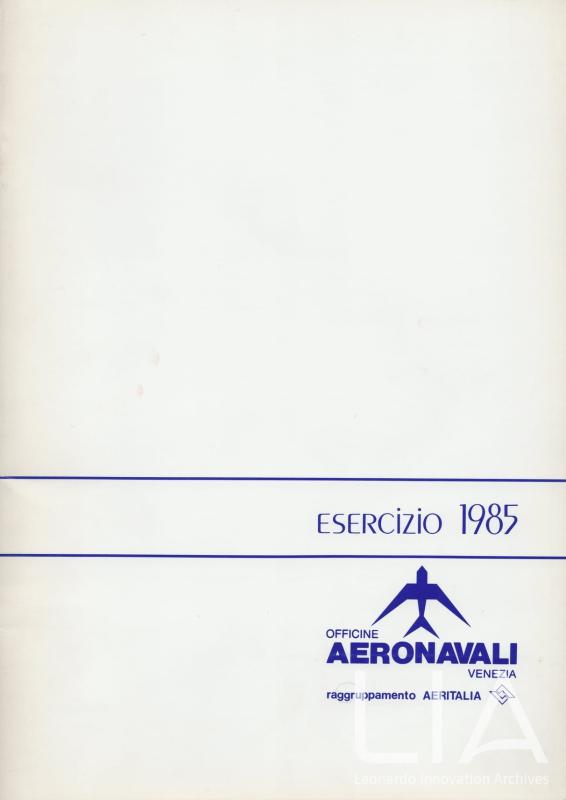 ESERCiZiO 1985
OFFICINE
AERONAVALI
VENEZIA
raggruppamento AERITALIA
LIA
Leonardo Innovation Archives